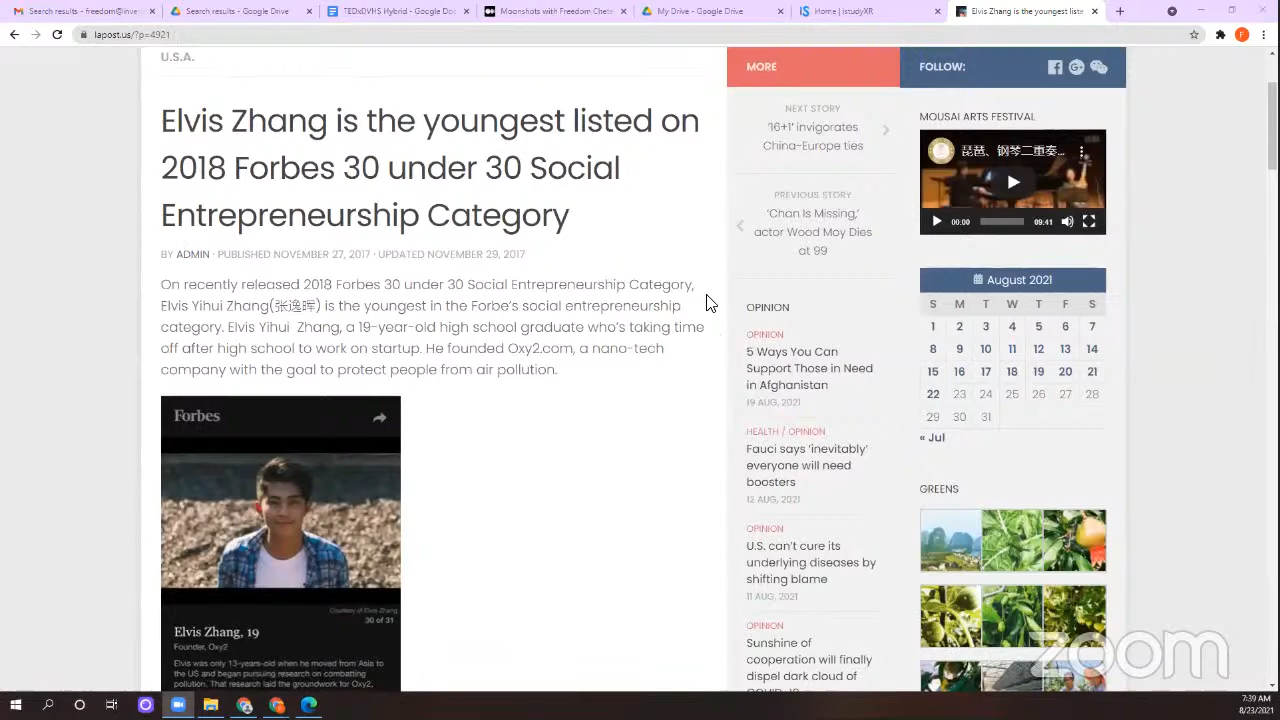 Search results - freedom@inve
Search results - Google Drive
TEDxDVHS Hybrid - Google Doc
Moonshots with Freedom Chete
My Drive - Google Drive
Home | istudyXR
Elvis Zhang is the youngest liste
lapost.us/?p=4921
F
U.S.A.
Elvis Zhang is the youngest listed on
2018 Forbes 30 under 30 Social
Entrepreneurship Category
BY ADMIN · PUBLISHED NOVEMBER 27, 2017 · UPDATED NOVEMBER 29, 2017
On recently released 2018 Forbes 30 under 30 Social Entrepreneurship Category,
Elvis Yihui Zhang(张逸晖) is the youngest in the Forbe's social entrepreneurship
category. Elvis Yihui Zhang, a 19-year-old high school graduate who's taking time
off after high school to work on startup. He founded Oxy2.com, a nano-tech
company with the goal to protect people from air pollution.
Forbes
Courtesy of Elvis Zhang
30 of 31
Elvis Zhang, 19
Founder, Oxy2
Elvis was only 13-years-old when he moved from Asia to
the US and began pursuing research on combatting
pollution. That research laid the groundwork for Oxy2,
MORE
NEXT STORY
'16+1' invigorates
China-Europe ties
PREVIOUS STORY
'Chan Is Missing,'
actor Wood Moy Dies
at 99
OPINION
OPINION
5 Ways You Can
Support Those in Need
in Afghanistan
19 AUG, 2021
HEALTH / OPINION
Fauci says 'inevitably'
everyone will need
boosters
12 AUG, 2021
OPINION
U.S. can't cure its
underlying diseases by
shifting blame
11 AUG, 2021
OPINION
Sunshine of
cooperation will finally
dispel dark cloud of
FOLLOW:
MOUSAI ARTS FESTIVAL
琵琶、钢琴二重奏...
00:00 09:41
August 2021
S M T W T F S
1 2 3 4 5 6 7
8 9 10 11 12 13 14
15 16 17 18 19 20 21
22 23 24 25 26 27 28
29 30 31
« Jul
GREENS
zoom
7:39 AM
8/23/2021